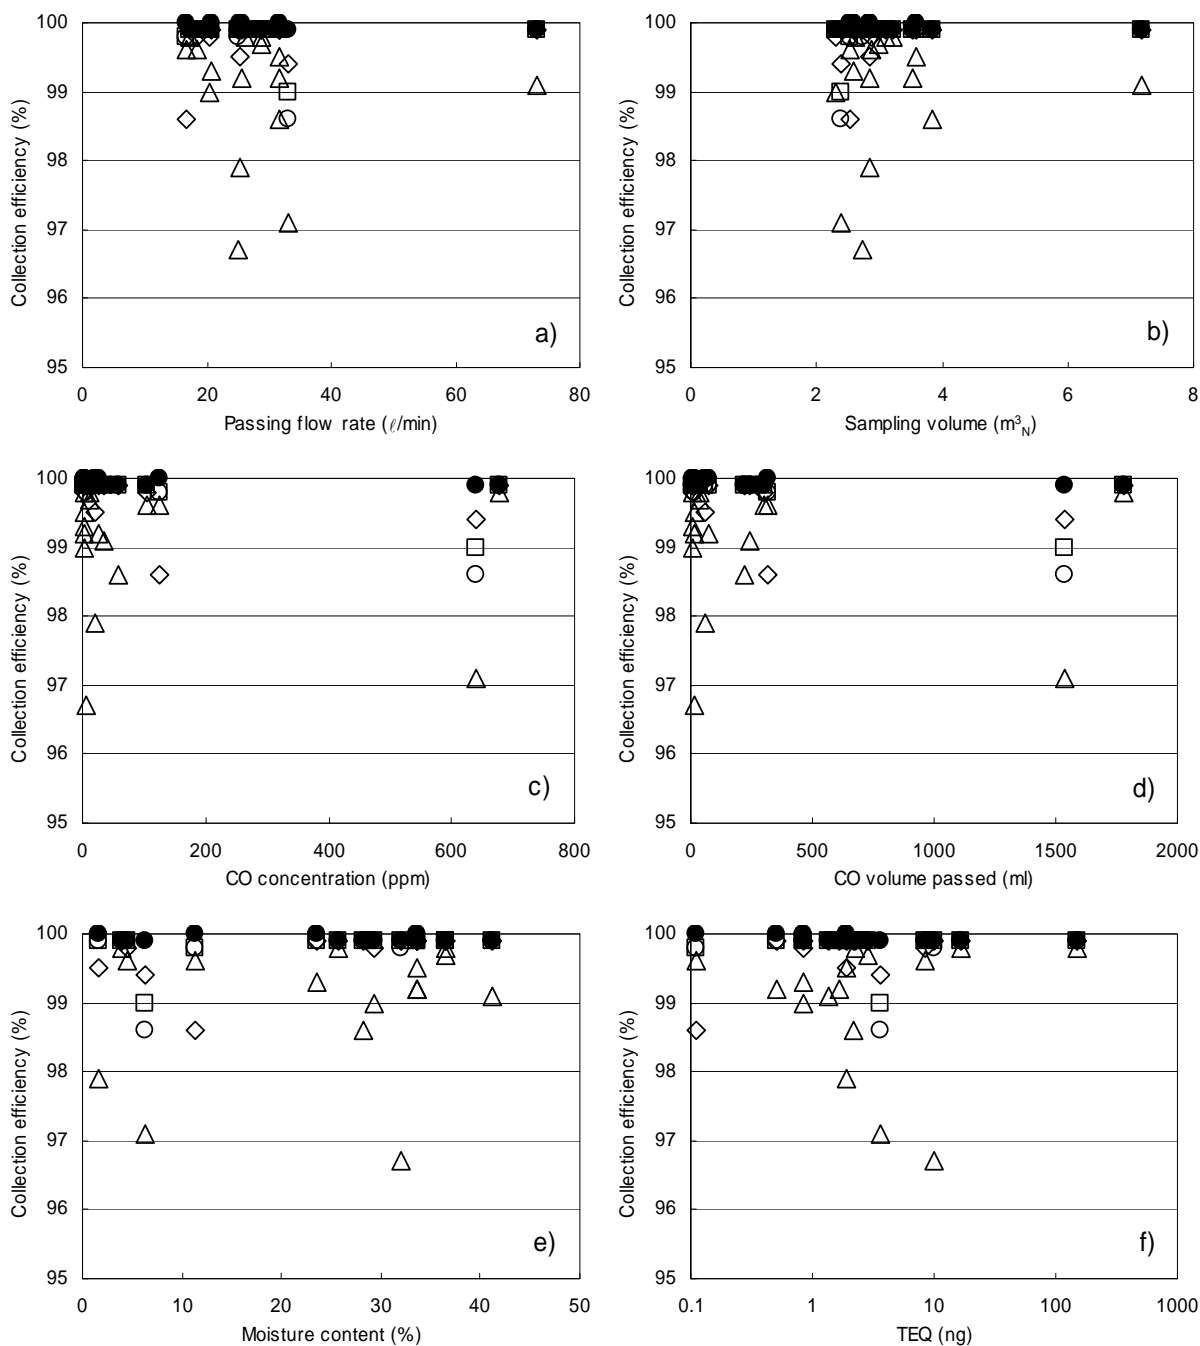 100
99
98
97
96
95
Collection efficiency (%)
a)
0 20 40 60 80
Passing flow rate (ℓ/min)
100
99
98
97
96
95
Collection efficiency (%)
b)
0 2 4 6 8
Sampling volume (m³N)
100
99
98
97
96
95
Collection efficiency (%)
c)
0 200 400 600 800
CO concentration (ppm)
100
99
98
97
96
95
Collection efficiency (%)
d)
0 500 1000 1500 2000
CO volume passed (ml)
100
99
98
97
96
95
Collection efficiency (%)
e)
0 10 20 30 40 50
Moisture content (%)
100
99
98
97
96
95
Collection efficiency (%)
f)
0.1 1 10 100 1000
TEQ (ng)